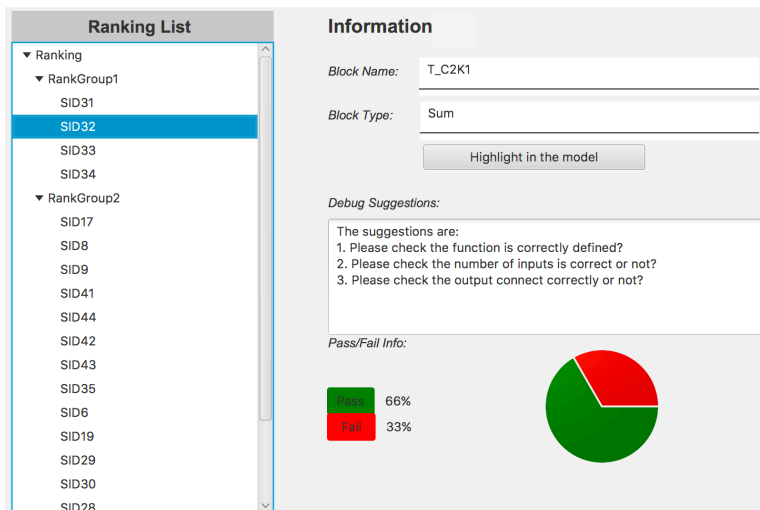 Ranking List
▼ Ranking
▼ RankGroup1
SID31
SID32
SID33
SID34
▼ RankGroup2
SID17
SID8
SID9
SID41
SID44
SID42
SID43
SID35
SID6
SID19
SID29
SID30
SID28
Information
Block Name: T_C2K1
Block Type: Sum
Highlight in the model
Debug Suggestions:
The suggestions are:
1. Please check the function is correctly defined?
2. Please check the number of inputs is correct or not?
3. Please check the output connect correctly or not?
Pass/Fail Info:
Pass 66%
Fail 33%